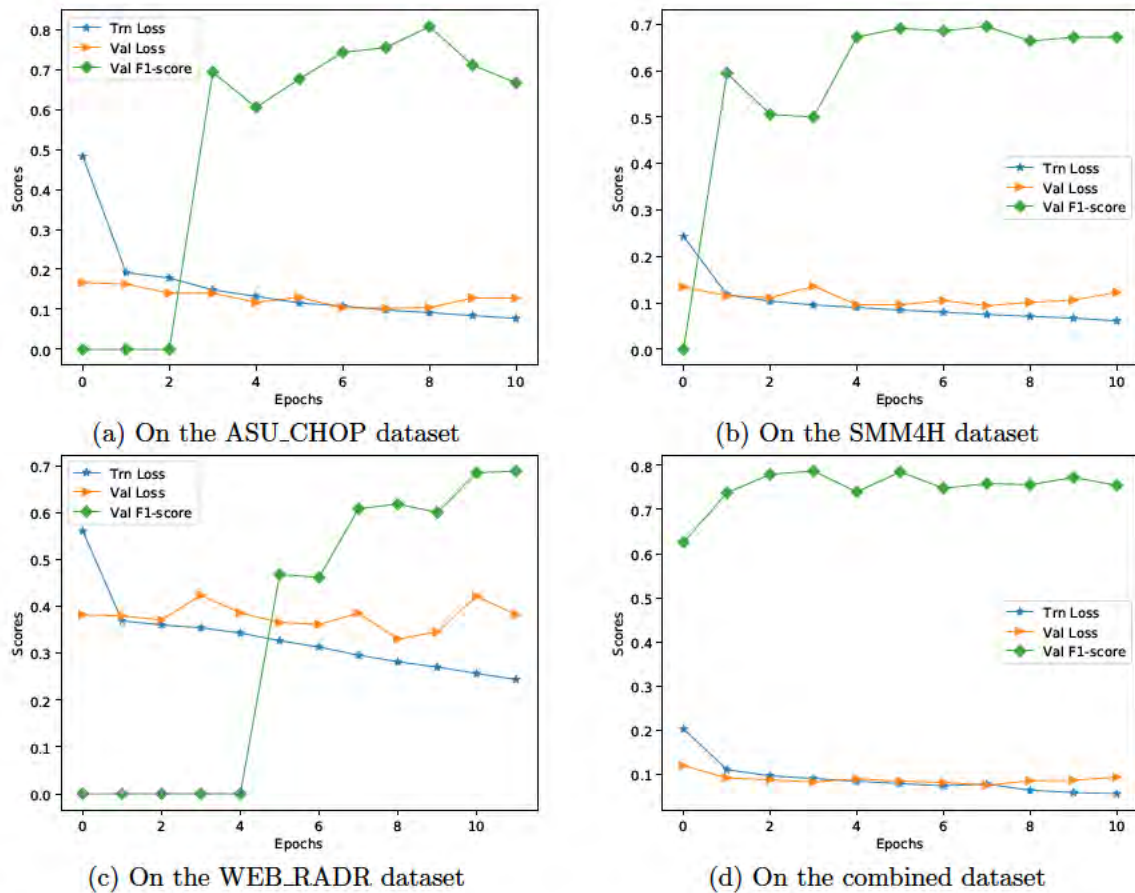 Trn Loss
Val Loss
Val F1-score
0.8
0.7
0.6
0.5
0.4
0.3
0.2
0.1
0.0
Scores
0 2 4 6 8 10
Epochs
(a) On the ASU_CHOP dataset
0.7
0.6
0.5
0.4
0.3
0.2
0.1
0.0
Scores
Trn Loss
Val Loss
Val F1-score
0 2 4 6 8 10
Epochs
(b) On the SMM4H dataset
Trn Loss
Val Loss
Val F1-score
0.7
0.6
0.5
0.4
0.3
0.2
0.1
0.0
Scores
0 2 4 6 8 10
Epochs
(c) On the WEB_RADR dataset
0.8
0.7
0.6
0.5
0.4
0.3
0.2
0.1
Scores
Trn Loss
Val Loss
Val F1-score
0 2 4 6 8 10
Epochs
(d) On the combined dataset